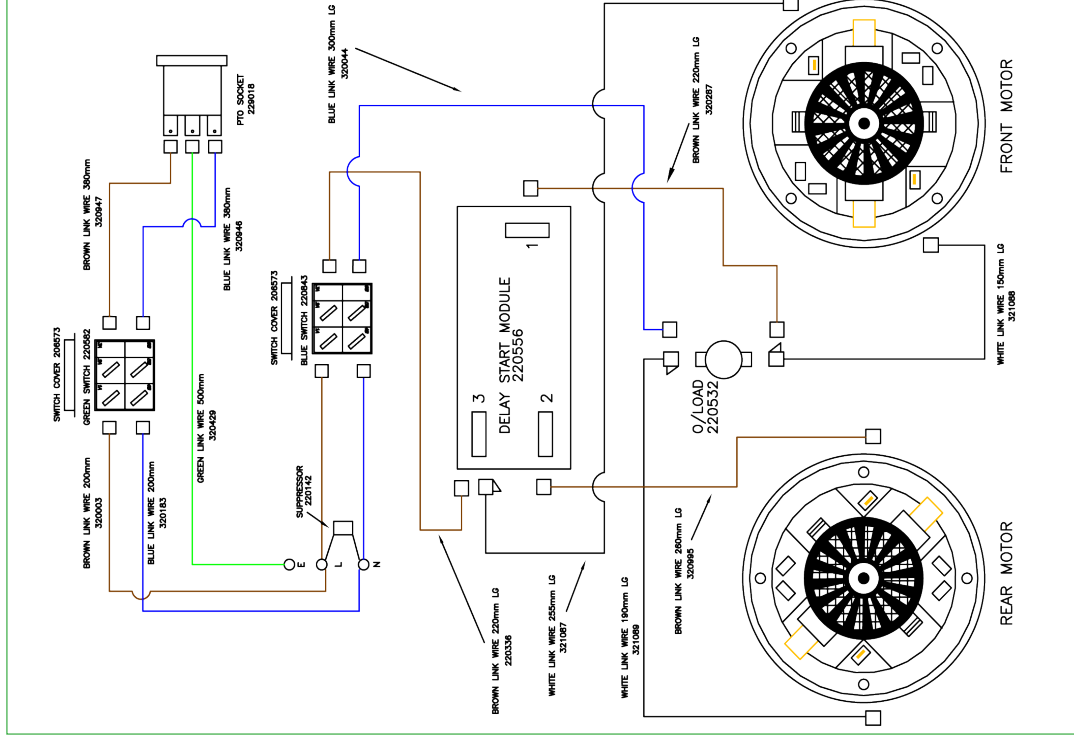 SWITCH COVER 206573
GREEN SWITCH 220582
BROWN LINK WIRE 380mm
320947
BLUE LINK WIRE 380mm
320946
PTO SOCKET
229018
BROWN LINK WIRE 200mm
320003
BLUE LINK WIRE 200mm
320183
GREEN LINK WIRE 500mm
320429
SWITCH COVER 206573
BLUE SWITCH 220643
BLUE LINK WIRE 300mm LG
320044
SUPPRESSOR
220142
E
L
N
BROWN LINK WIRE 220mm LG
220336
DELAY START MODULE
220556
1
2
3
BROWN LINK WIRE 220mm LG
320287
WHITE LINK WIRE 255mm LG
321087
WHITE LINK WIRE 190mm LG
321089
BROWN LINK WIRE 260mm LG
320995
O/LOAD
220532
WHITE LINK WIRE 150mm LG
321088
FRONT MOTOR
REAR MOTOR